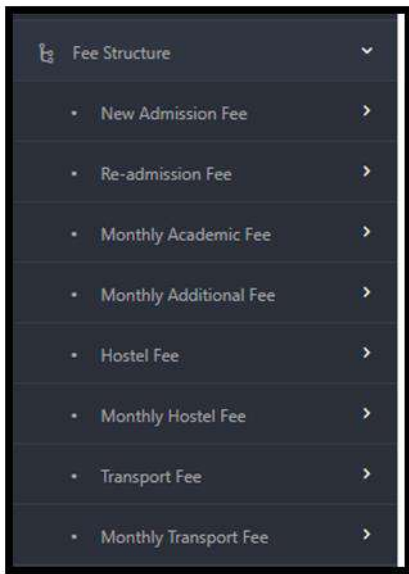 Fee Structure
New Admission Fee
Re-admission Fee
Monthly Academic Fee
Monthly Additional Fee
Hostel Fee
Monthly Hostel Fee
Transport Fee
Monthly Transport Fee